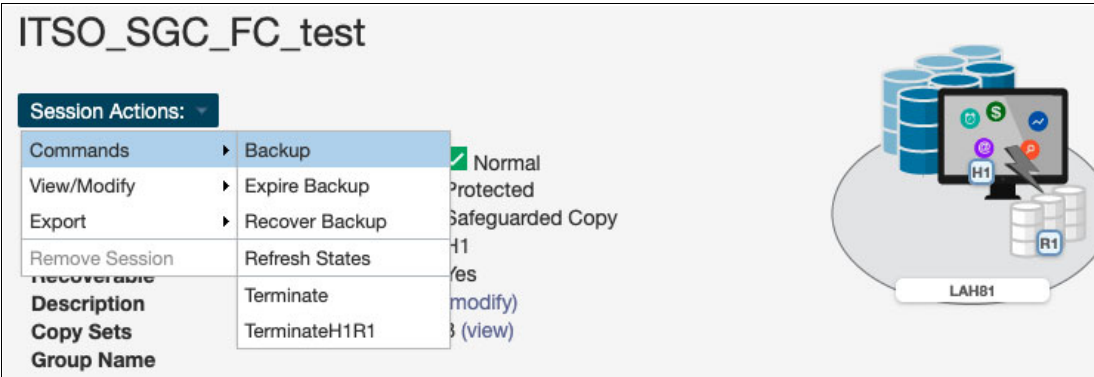 ITSO_SGC_FC_test
Session Actions:
Commands
Backup
Normal
View/Modify
Expire Backup
Protected
Export
Recover Backup
Safeguarded Copy
H1
Remove Session
Refresh States
Recoverable
Yes
Description
Terminate
(modify)
Copy Sets
TerminateH1R1
(view)
Group Name
$
@
H1
R1
LAH81